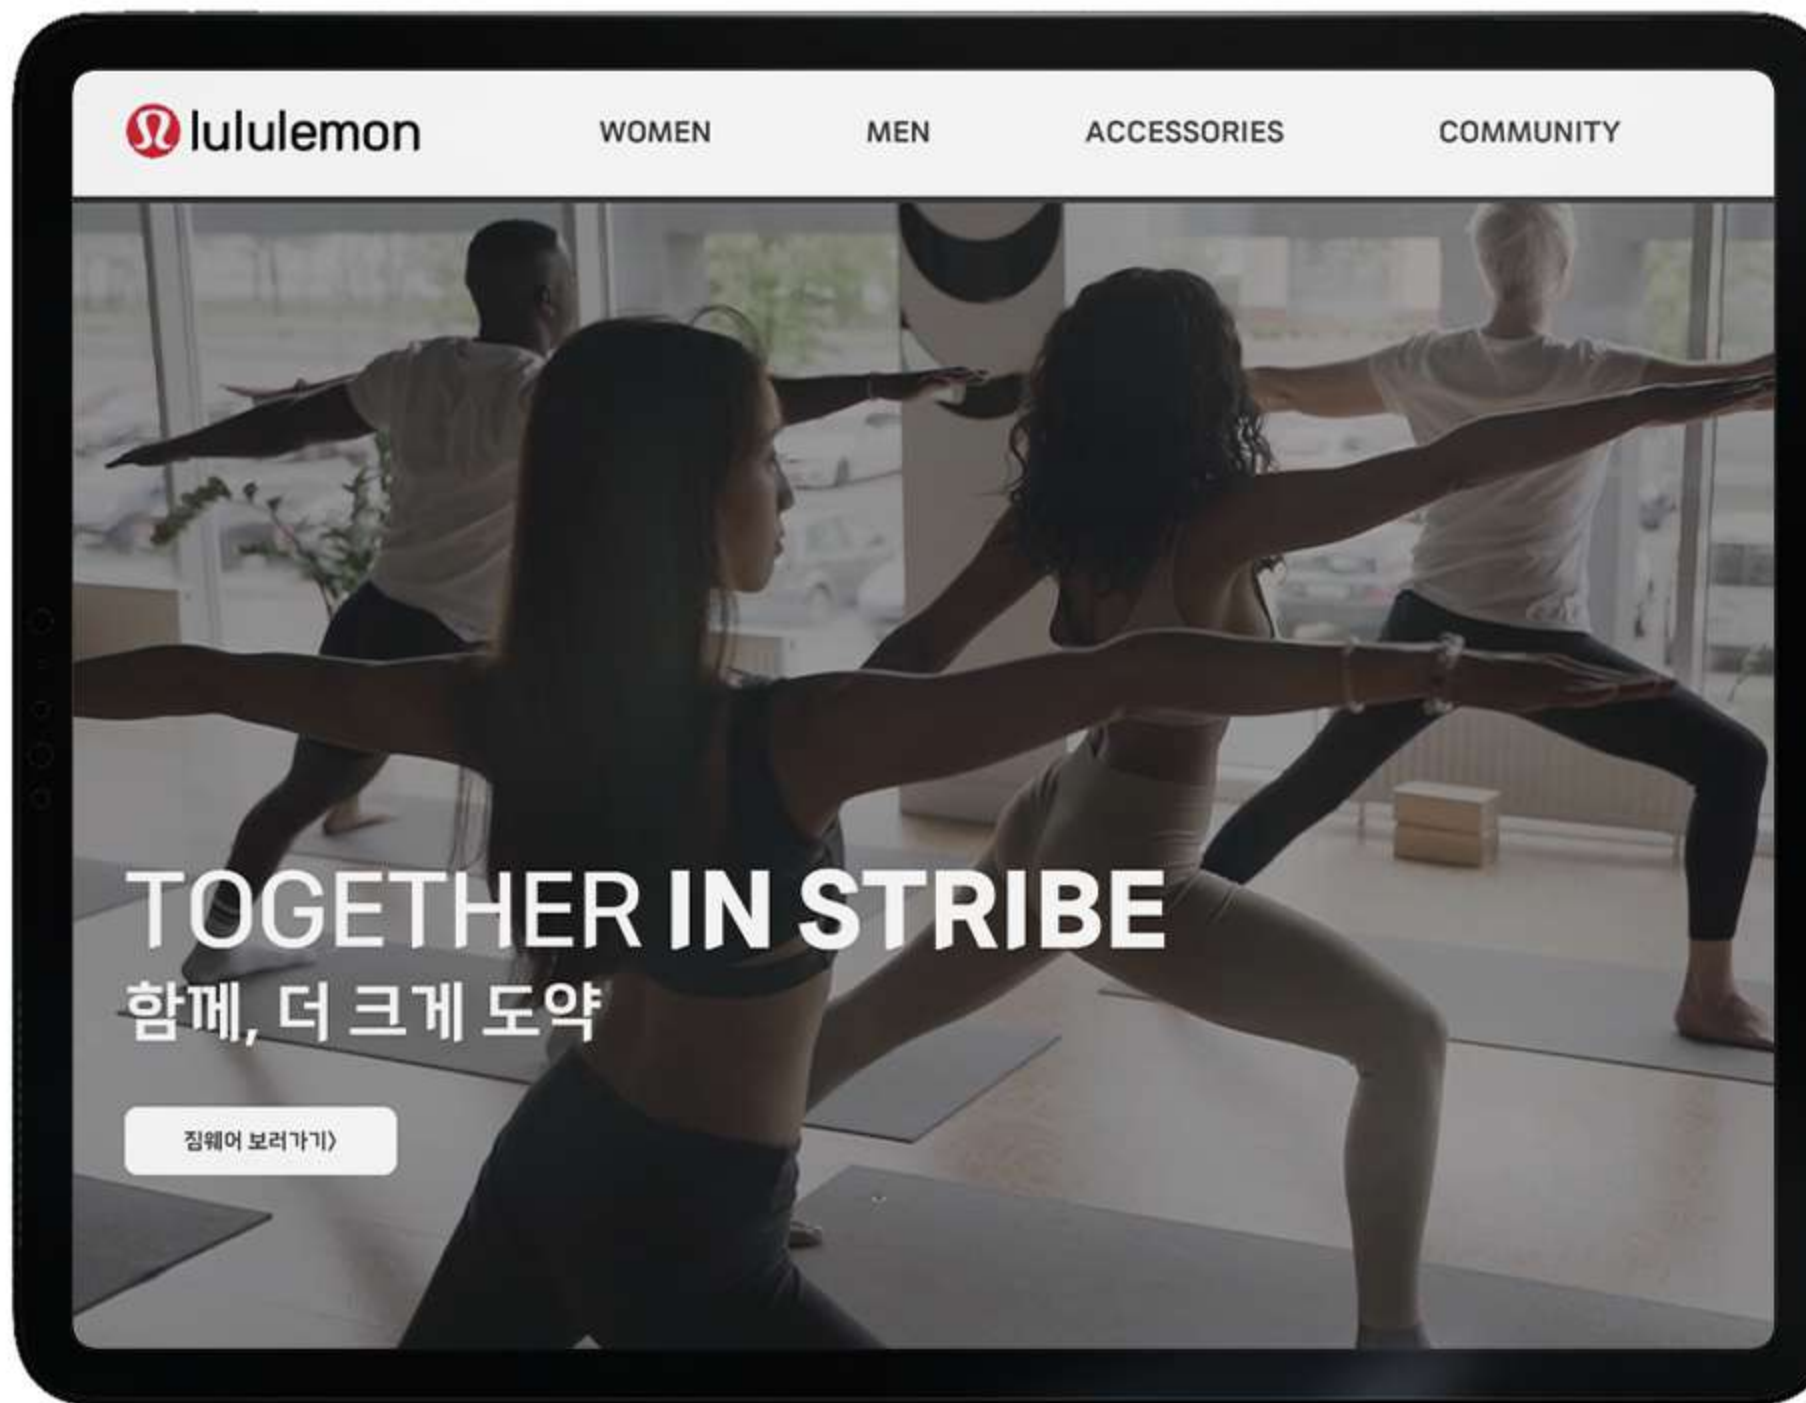 lululemon
WOMEN
MEN
ACCESSORIES
COMMUNITY
TOGETHER IN STRIBE
함께, 더 크게 도약
짐웨어 보러가기>